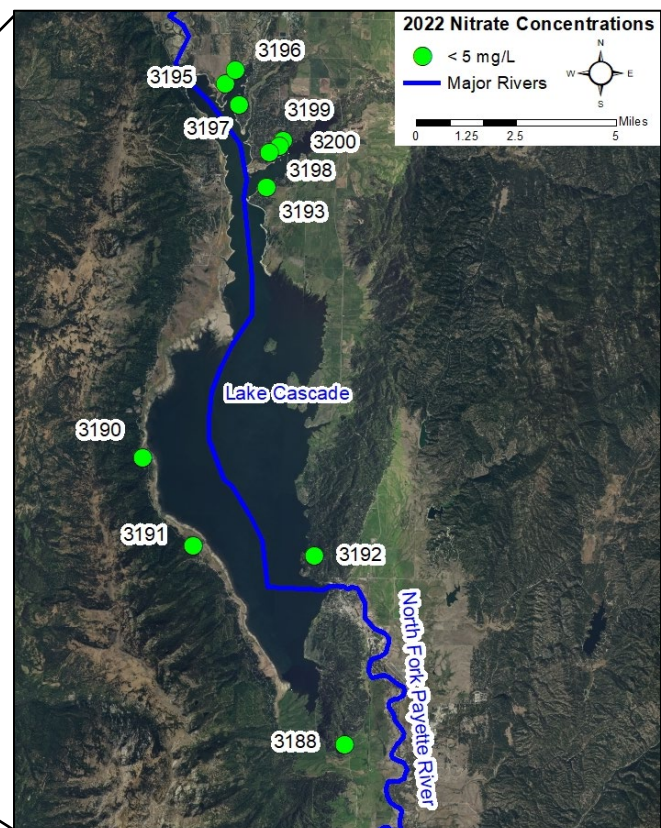 2022 Nitrate Concentrations
< 5 mg/L
Major Rivers
N
W E
S
Miles
0 1.25 2.5 5
3196
3195
3197
3199
3200
3198
3193
Lake Cascade
3190
3191
3192
North Fork Payette River
3188